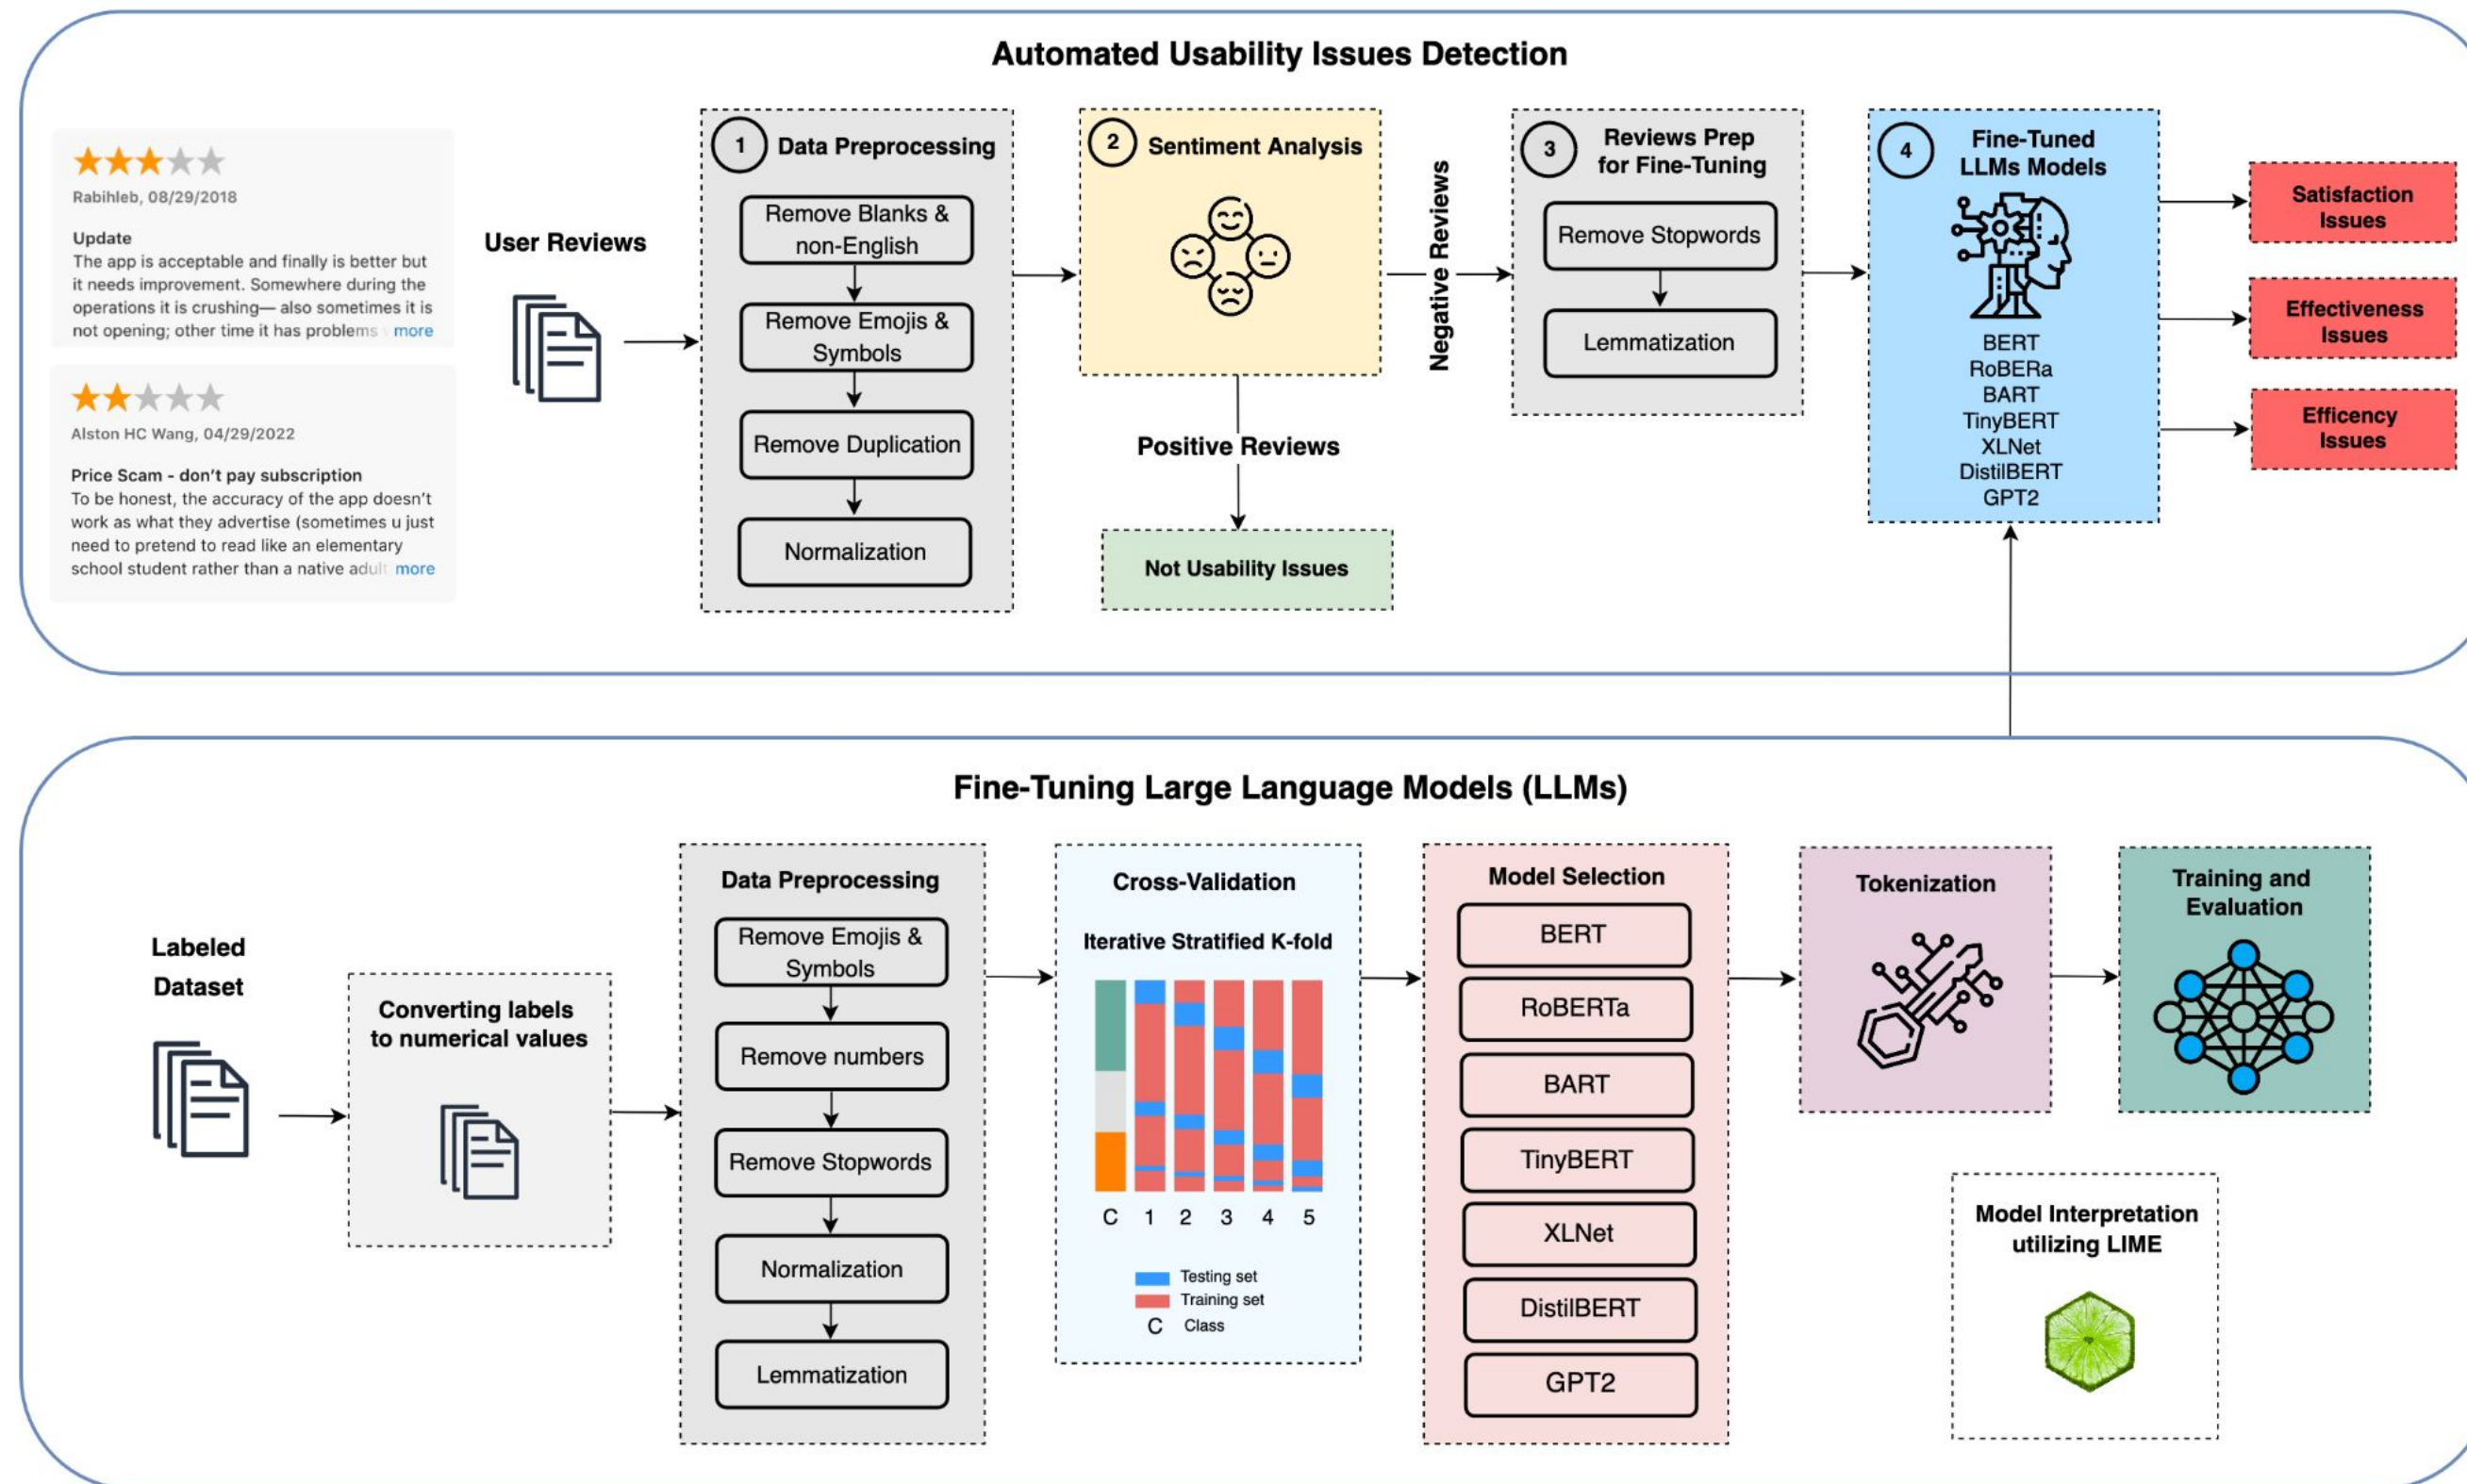 Automated Usability Issues Detection
Rabihleb, 08/29/2018
Update
The app is acceptable and finally is better but
it needs improvement. Somewhere during the
operations it is crushing— also sometimes it is
not opening; other time it has problems more
Alston HC Wang, 04/29/2022
Price Scam - don't pay subscription
To be honest, the accuracy of the app doesn't
work as what they advertise (sometimes u just
need to pretend to read like an elementary
school student rather than a native adult more
User Reviews
1 Data Preprocessing
Remove Blanks &
non-English
Remove Emojis &
Symbols
Remove Duplication
Normalization
2 Sentiment Analysis
Positive Reviews
Not Usability Issues
Negative Reviews
3 Reviews Prep
for Fine-Tuning
Remove Stopwords
Lemmatization
4 Fine-Tuned
LLMs Models
BERT
RoBERa
BART
TinyBERT
XLNet
DistilBERT
GPT2
Satisfaction
Issues
Effectiveness
Issues
Efficency
Issues
Fine-Tuning Large Language Models (LLMs)
Labeled
Dataset
Converting labels
to numerical values
Data Preprocessing
Remove Emojis &
Symbols
Remove numbers
Remove Stopwords
Normalization
Lemmatization
Cross-Validation
Iterative Stratified K-fold
C 1 2 3 4 5
Testing set
Training set
C Class
Model Selection
BERT
RoBERTa
BART
TinyBERT
XLNet
DistilBERT
GPT2
Tokenization
Training and
Evaluation
Model Interpretation
utilizing LIME